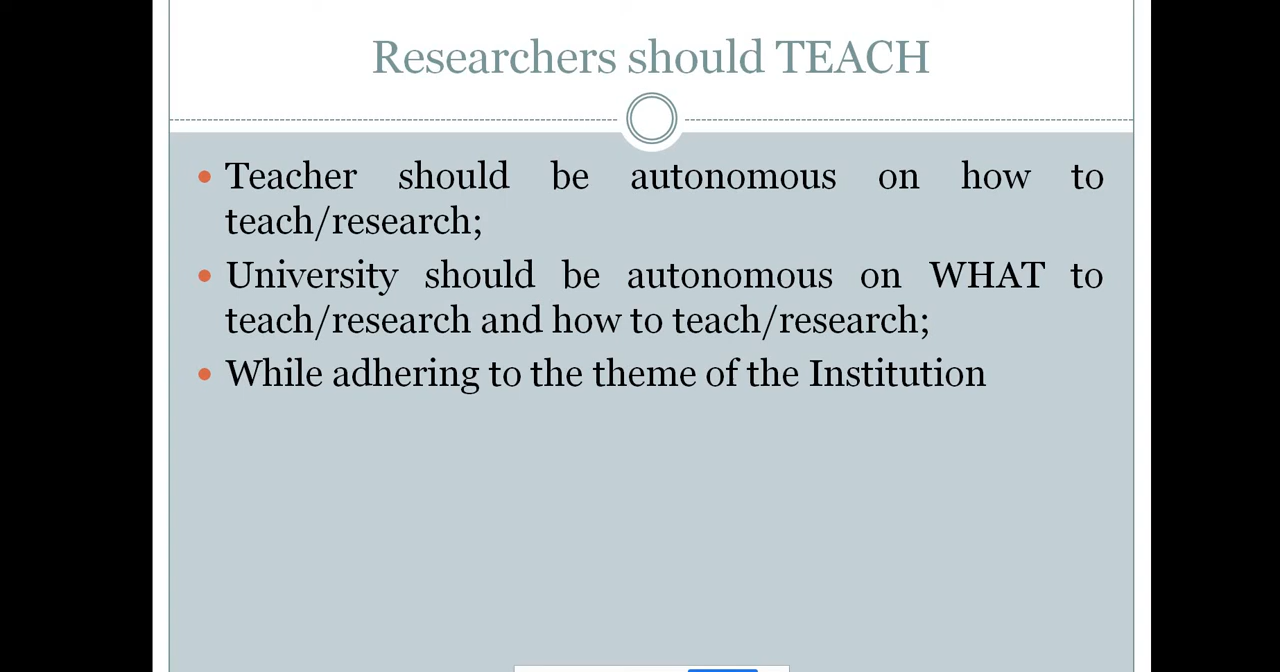 Researchers should TEACH
Teacher should be autonomous on how to
teach/research;
University should be autonomous on WHAT to
teach/research and how to teach/research;
While adhering to the theme of the Institution